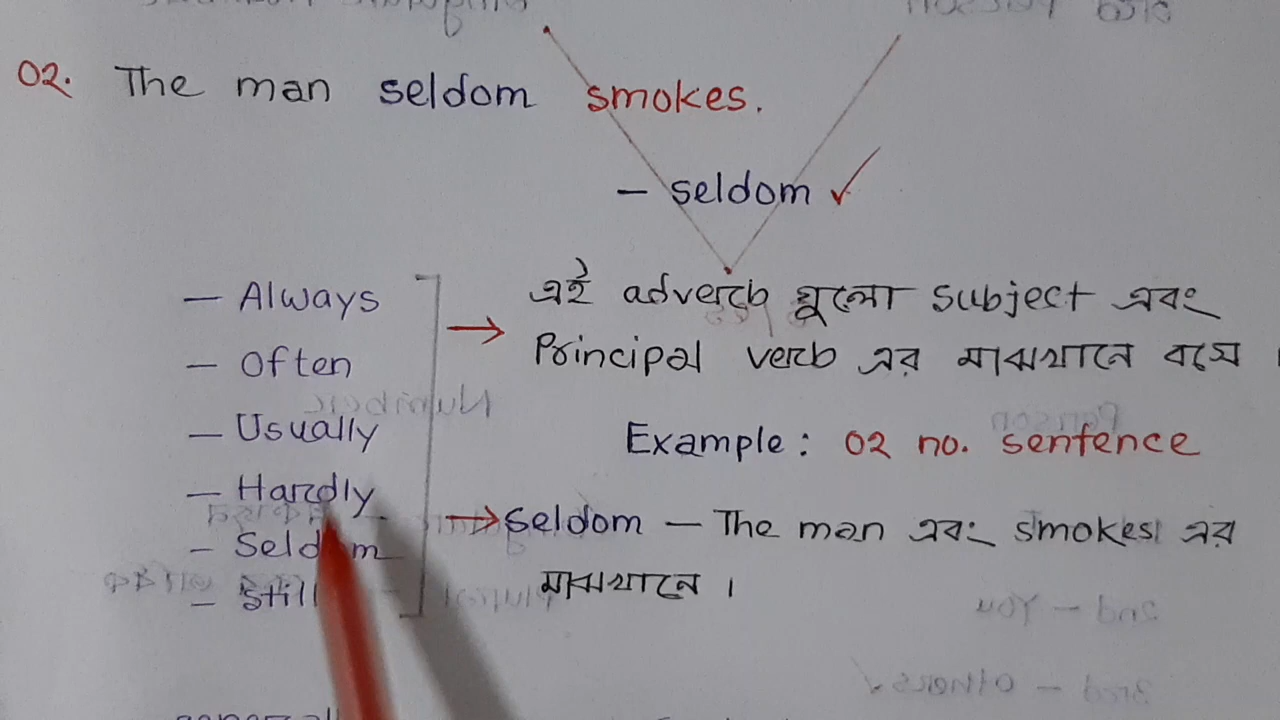 02. The man seldom smokes.
– seldom ✓
– Always
– Often
– Usually
– Hardly
– Seldom
– Still
→ এই adverb গুলো subject এবং
Principal verb এর মাঝখানে বসে।
Example: 02 no. sentence
→ seldom – The man এবং smokes এর
মাঝখানে।